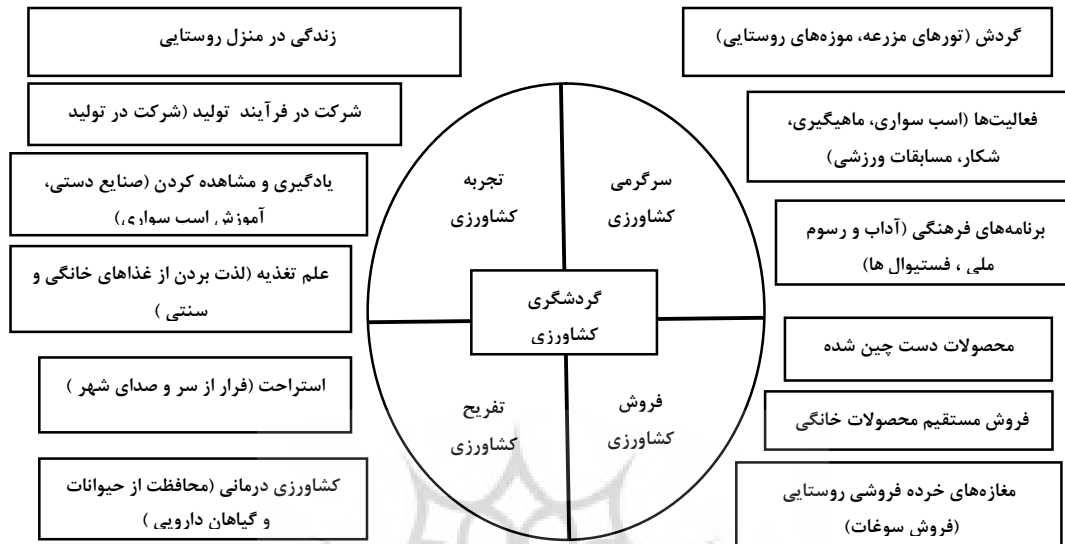 گردش (تورهای مزرعه، موزه‌های روستایی)
فعالیت‌ها (اسب سواری، ماهیگیری،
شکار، مسابقات ورزشی)
برنامه‌های فرهنگی (آداب و رسوم
ملی ، فستیوال ها)
محصولات دست چین شده
فروش مستقیم محصولات خانگی
مغازه‌های خرده فروشی روستایی
(فروش سوغات)
سرگرمی
کشاورزی
تجربه
کشاورزی
گردشگری
کشاورزی
فروش
کشاورزی
تفریح
کشاورزی
زندگی در منزل روستایی
شرکت در فرآیند تولید (شرکت در تولید
یادگیری و مشاهده کردن (صنایع دستی،
آموزش اسب سواری)
علم تغذیه (لذت بردن از غذاهای خانگی و
سنتی )
استراحت (فرار از سر و صدای شهر )
کشاورزی درمانی (محافظت از حیوانات
و گیاهان دارویی )